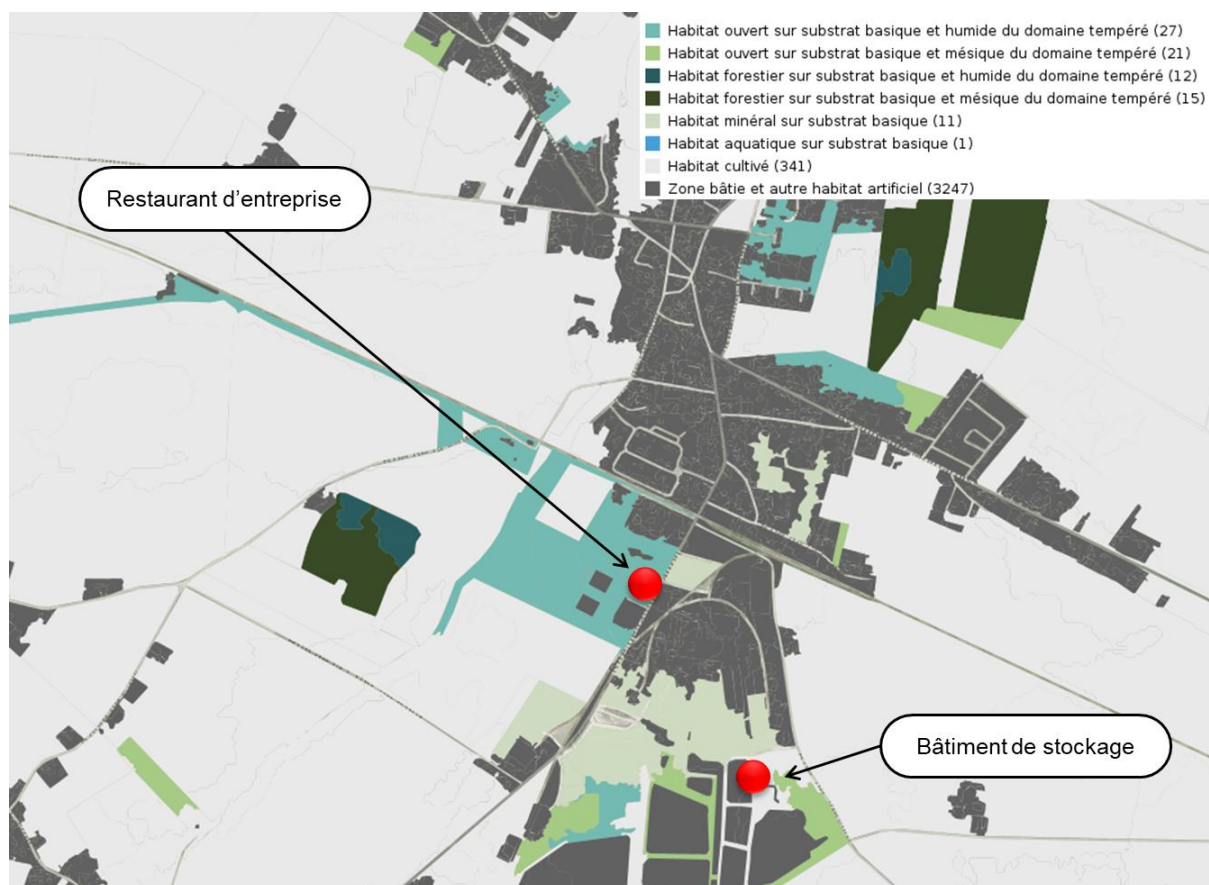 Habitat ouvert sur substrat basique et humide du domaine tempéré (27)
Habitat ouvert sur substrat basique et mésique du domaine tempéré (21)
Habitat forestier sur substrat basique et humide du domaine tempéré (12)
Habitat forestier sur substrat basique et mésique du domaine tempéré (15)
Habitat minéral sur substrat basique (11)
Habitat aquatique sur substrat basique (1)
Habitat cultivé (341)
Zone bâtie et autre habitat artificiel (3247)
Restaurant d’entreprise
Bâtiment de stockage